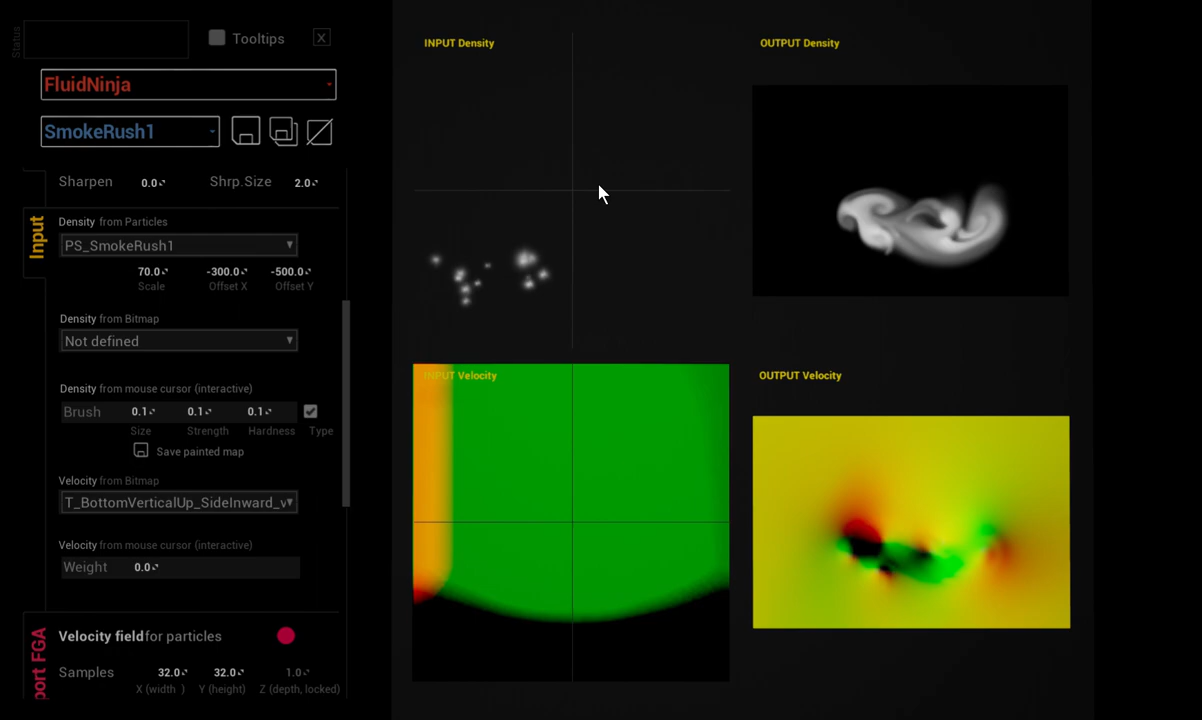 Status
Tooltips
X
FluidNinja
SmokeRush1
Sharpen 0.0 Shrp.Size 2.0
Input
Density from Particles
PS_SmokeRush1
70.0 -300.0 -500.0
Scale Offset X Offset Y
Density from Bitmap
Not defined
Density from mouse cursor (interactive)
Brush 0.1 0.1 0.1
Size Strength Hardness Type
Save painted map
Velocity from Bitmap
T_BottomVerticalUp_SideInward_v
Velocity from mouse cursor (interactive)
Weight 0.0
port FGA
Velocity field for particles
Samples 32.0 32.0 1.0
X (width ) Y (height) Z (depth, locked)
INPUT Density
OUTPUT Density
INPUT Velocity
OUTPUT Velocity